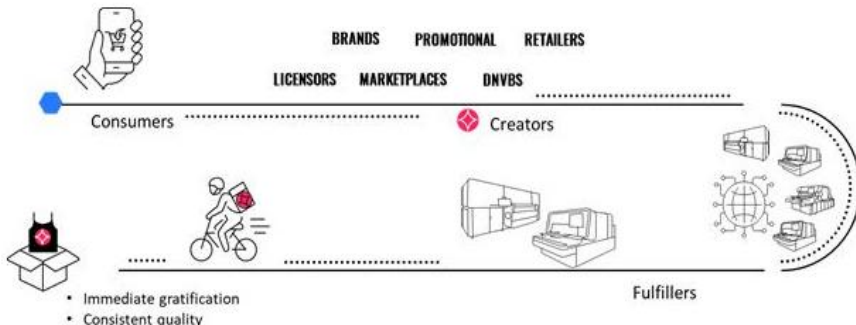 BRANDS PROMOTIONAL RETAILERS
LICENSORS MARKETPLACES DNVBS
Consumers
Creators
Fulfillers
• Immediate gratification
• Consistent quality